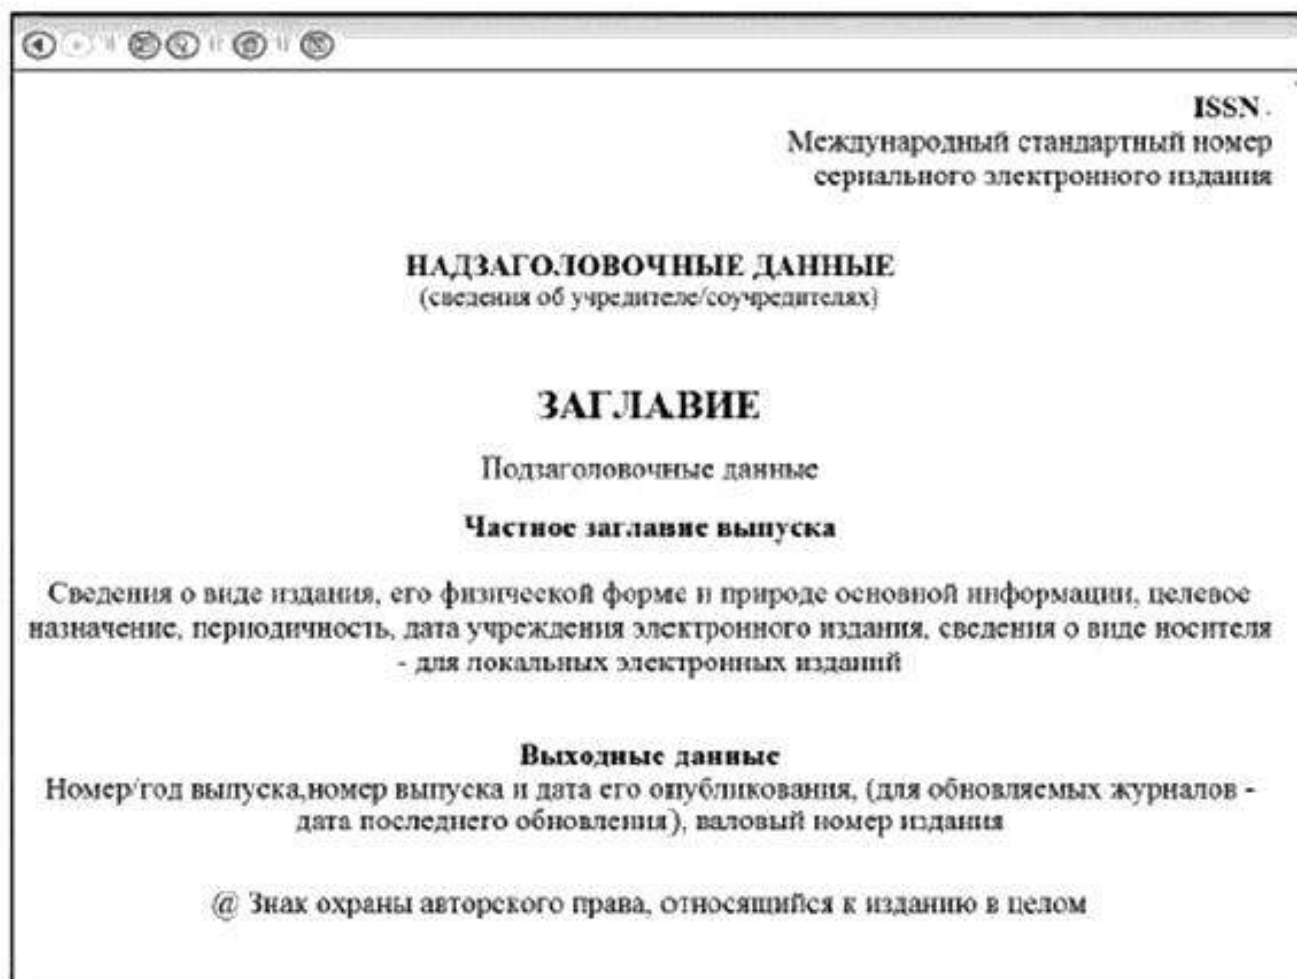 ISSN
Международный стандартный номер
сериального электронного издания
НАДЗАГОЛОВОЧНЫЕ ДАННЫЕ
(сведения об учредителе/соучредителях)
ЗАГЛАВИЕ
Подзаголовочные данные
Частное заглавие выпуска
Сведения о виде издания, его физической форме и природе основной информации, целевое
назначение, периодичность, дата учреждения электронного издания, сведения о виде носителя
- для локальных электронных изданий
Выходные данные
Номер/год выпуска,номер выпуска и дата его опубликования, (для обновляемых журналов -
дата последнего обновления), валовый номер издания
@ Знак охраны авторского права, относящийся к изданию в целом